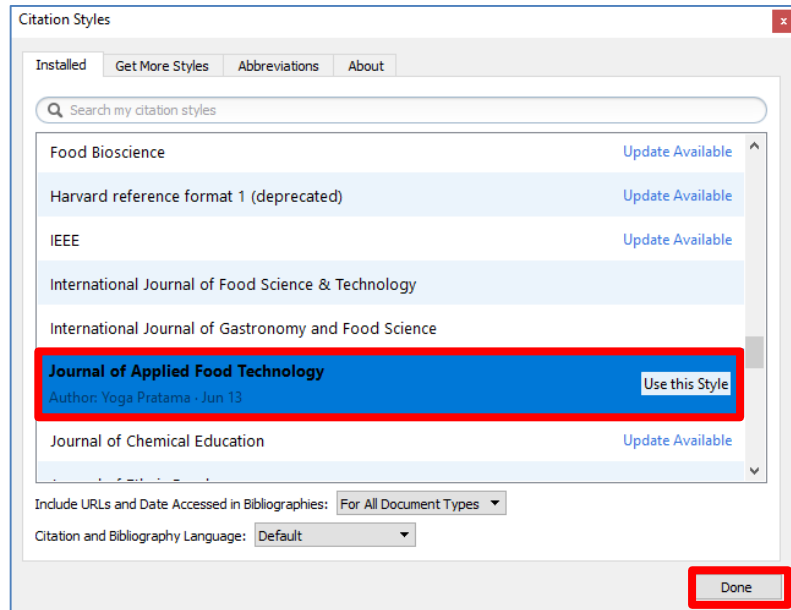 Citation Styles
x
Installed Get More Styles Abbreviations About
Search my citation styles
Food Bioscience Update Available
Harvard reference format 1 (deprecated) Update Available
IEEE Update Available
International Journal of Food Science & Technology
International Journal of Gastronomy and Food Science
Journal of Applied Food Technology
Use this Style
Author: Yoga Pratama - Jun 13
Journal of Chemical Education Update Available
Include URLs and Date Accessed in Bibliographies: For All Document Types
Citation and Bibliography Language: Default
Done